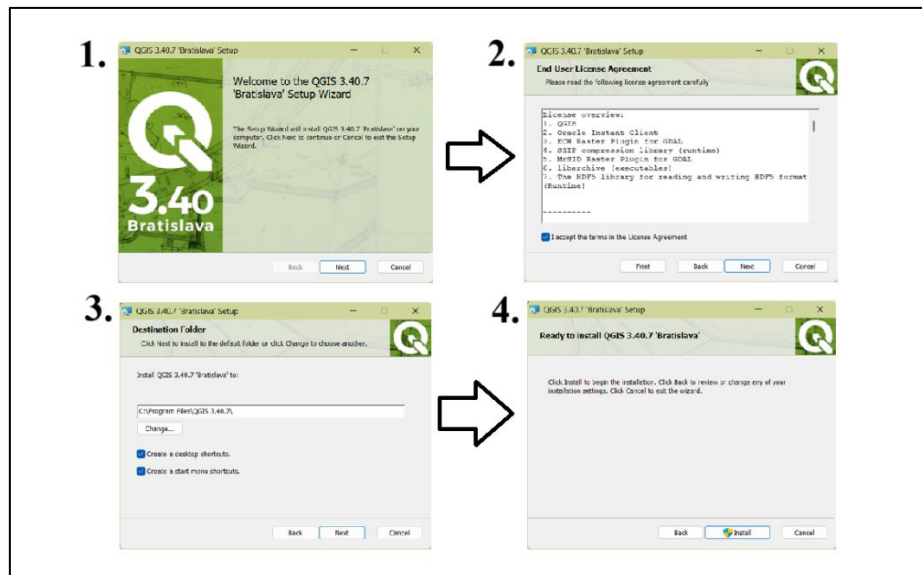 1.
QGIS 3.40.7 'Bratislava' Setup
3.40
Bratislava
Welcome to the QGIS 3.40.7
'Bratislava' Setup Wizard
The Setup Wizard will install QGIS 3.40.7 'Bratislava' on your
computer. Click Next to continue or Cancel to exit the Setup
Wizard.
Back Next Cancel
2.
QGIS 3.40.7 'Bratislava' Setup
End User License Agreement
Please read the following license agreement carefully
License overview:
1. QGIS
2. Oracle Instant Client
3. ECW Raster Plugin for GDAL
4. SZIP compression library (runtime)
5. MrSID Raster Plugin for GDAL
6. liberchive (executables)
7. The HDF5 library for reading and writing HDF5 format
(Runtime)
----------
I accept the terms in the License Agreement
Print Back Next Cancel
3.
QGIS 3.40.7 'Bratislava' Setup
Destination Folder
Click Next to install to the default folder or click Change to choose another.
Install QGIS 3.40.7 'Bratislava' to:
C:\Program Files\QGIS 3.40.7\
Change...
Create a desktop shortcuts.
Create a start menu shortcuts.
Back Next Cancel
4.
QGIS 3.40.7 'Bratislava' Setup
Ready to install QGIS 3.40.7 'Bratislava'
Click Install to begin the installation. Click Back to review or change any of your
installation settings. Click Cancel to exit the wizard.
Back Install Cancel